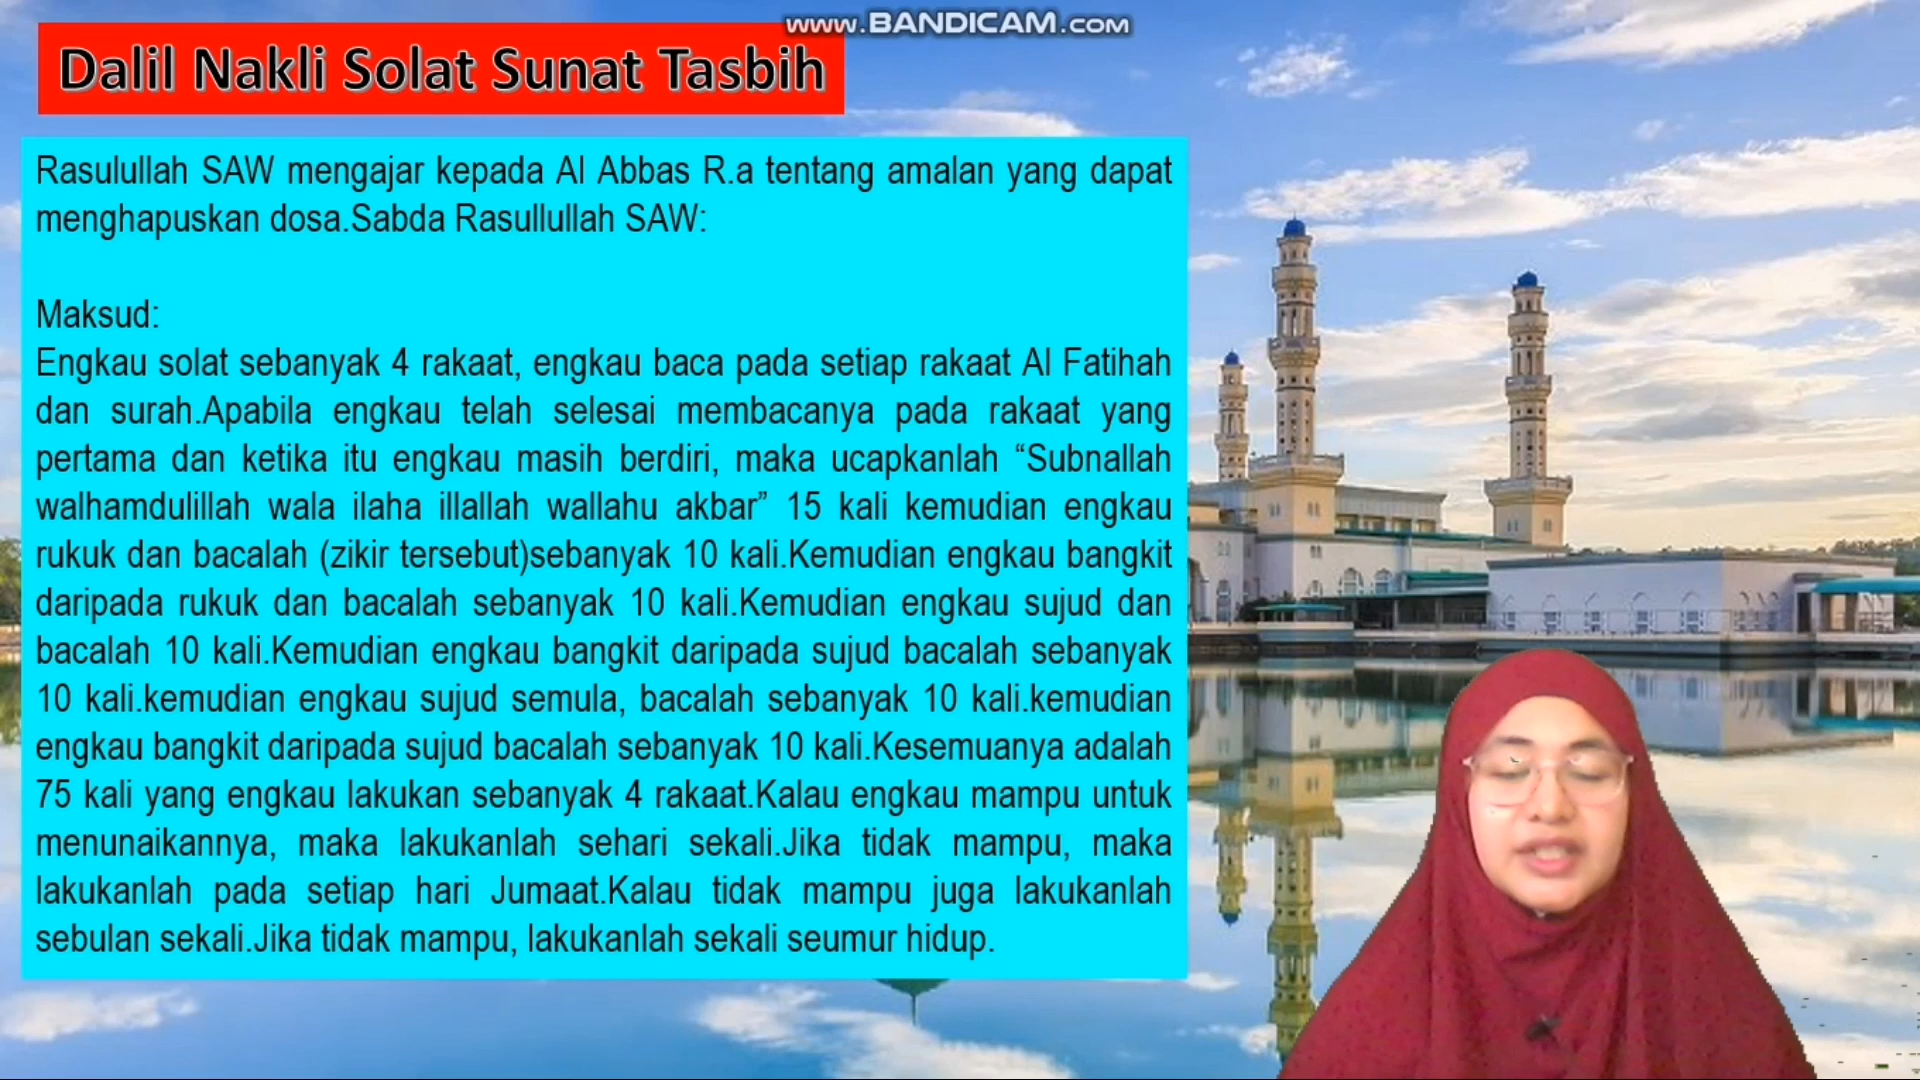 www.BANDICAM.com
Dalil Nakli Solat Sunat Tasbih
Rasulullah SAW mengajar kepada Al Abbas R.a tentang amalan yang dapat
menghapuskan dosa.Sabda Rasullullah SAW:
Maksud:
Engkau solat sebanyak 4 rakaat, engkau baca pada setiap rakaat Al Fatihah
dan surah.Apabila engkau telah selesai membacanya pada rakaat yang
pertama dan ketika itu engkau masih berdiri, maka ucapkanlah “Subnallah
walhamdulillah wala ilaha illallah wallahu akbar” 15 kali kemudian engkau
rukuk dan bacalah (zikir tersebut)sebanyak 10 kali.Kemudian engkau bangkit
daripada rukuk dan bacalah sebanyak 10 kali.Kemudian engkau sujud dan
bacalah 10 kali.Kemudian engkau bangkit daripada sujud bacalah sebanyak
10 kali.kemudian engkau sujud semula, bacalah sebanyak 10 kali.kemudian
engkau bangkit daripada sujud bacalah sebanyak 10 kali.Kesemuanya adalah
75 kali yang engkau lakukan sebanyak 4 rakaat.Kalau engkau mampu untuk
menunaikannya, maka lakukanlah sehari sekali.Jika tidak mampu, maka
lakukanlah pada setiap hari Jumaat.Kalau tidak mampu juga lakukanlah
sebulan sekali.Jika tidak mampu, lakukanlah sekali seumur hidup.